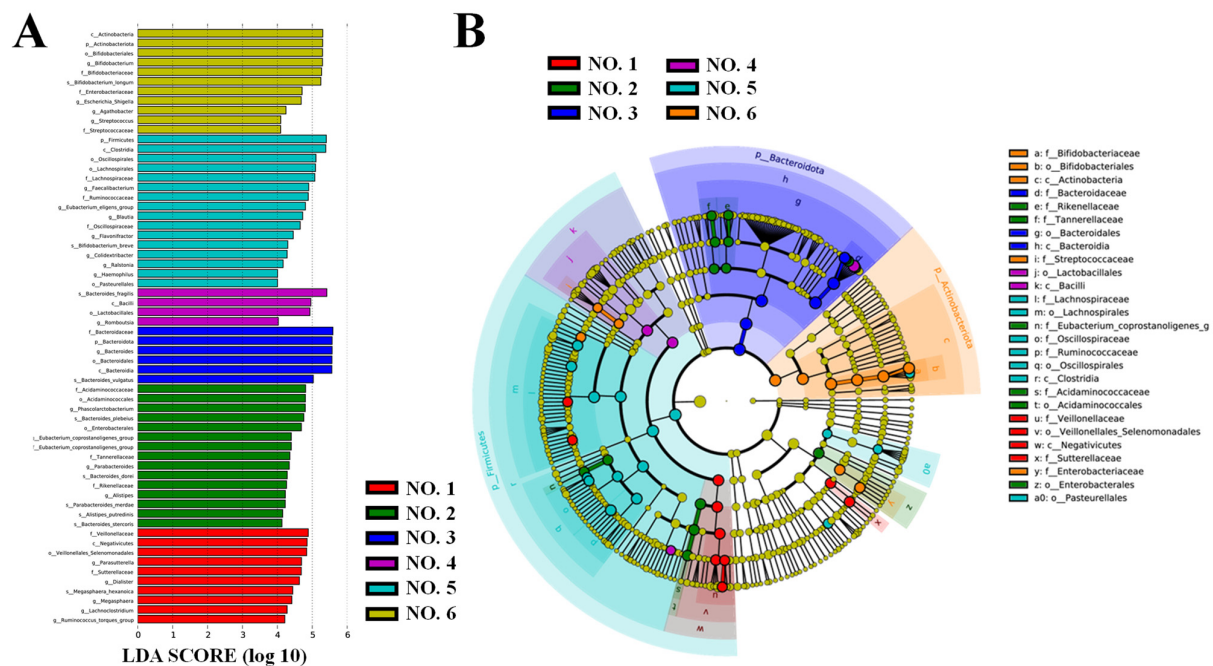 A
c__Actinobacteria
p__Actinobacteriota
o__Bifidobacteriales
g__Bifidobacterium
f__Bifidobacteriaceae
s__Bifidobacterium_longum
f__Enterobacteriaceae
g__Escherichia_Shigella
g__Agathobacter
g__Streptococcus
f__Streptococcaceae
p__Firmicutes
c__Clostridia
o__Oscillospirales
o__Lachnospirales
f__Lachnospiraceae
g__Faecalibacterium
f__Ruminococcaceae
g__Eubacterium_eligens_group
g__Blautia
f__Oscillospiraceae
g__Flavonifractor
s__Bifidobacterium_breve
g__Colidextribacter
g__Ralstonia
g__Haemophilus
o__Pasteurellales
s__Bacteroides_fragilis
c__Bacilli
o__Lactobacillales
g__Romboutsia
f__Bacteroidaceae
p__Bacteroidota
g__Bacteroides
o__Bacteroidales
c__Bacteroidia
s__Bacteroides_vulgatus
f__Acidaminococcaceae
o__Acidaminococcales
g__Phascolarctobacterium
s__Bacteroides_plebeius
o__Enterobacterales
:_Eubacterium_coprostanoligenes_group
:_Eubacterium_coprostanoligenes_group
f__Tannerellaceae
g__Parabacteroides
s__Bacteroides_dorei
f__Rikenellaceae
g__Alistipes
s__Parabacteroides_merdae
s__Alistipes_putredinis
s__Bacteroides_stercoris
f__Veillonellaceae
c__Negativicutes
o__Veillonellales_Selenomonadales
g__Parasutterella
f__Sutterellaceae
g__Dialister
s__Megasphaera_hexanoica
g__Megasphaera
g__Lachnoclostridium
g__Ruminococcus_torques_group
0 1 2 3 4 5 6
LDA SCORE (log 10)
NO. 1
NO. 2
NO. 3
NO. 4
NO. 5
NO. 6
B
NO. 1 NO. 4
NO. 2 NO. 5
NO. 3 NO. 6
p__Bacteroidota
h
g
f e
d
p__Actinobacteriota
c
b
a
k
j
m
l
p__Firmicutes
r
n
o
p
q
s
t
u
v
w
x
y
z
a0
a: f__Bifidobacteriaceae
b: o__Bifidobacteriales
c: c__Actinobacteria
d: f__Bacteroidaceae
e: f__Rikenellaceae
f: f__Tannerellaceae
g: o__Bacteroidales
h: c__Bacteroidia
i: f__Streptococcaceae
j: o__Lactobacillales
k: c__Bacilli
l: f__Lachnospiraceae
m: o__Lachnospirales
n: f__Eubacterium_coprostanoligenes_g
o: f__Oscillospiraceae
p: f__Ruminococcaceae
q: o__Oscillospirales
r: c__Clostridia
s: f__Acidaminococcaceae
t: o__Acidaminococcales
u: f__Veillonellaceae
v: o__Veillonellales_Selenomonadales
w: c__Negativicutes
x: f__Sutterellaceae
y: f__Enterobacteriaceae
z: o__Enterobacterales
a0: o__Pasteurellales